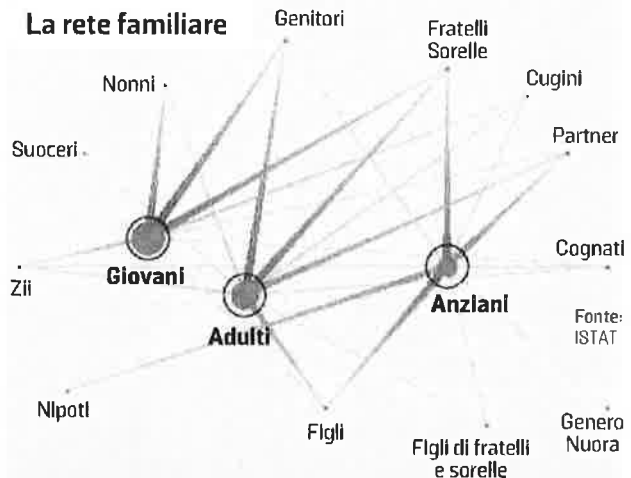 La rete familiare
Genitori
Fratelli
Sorelle
Nonni
Cugini
Suoceri
Partner
Zii
Giovani
Adulti
Anziani
Cognati
Fonte:
ISTAT
Nipoti
Figli
Figli di fratelli
e sorelle
Genero
Nuora